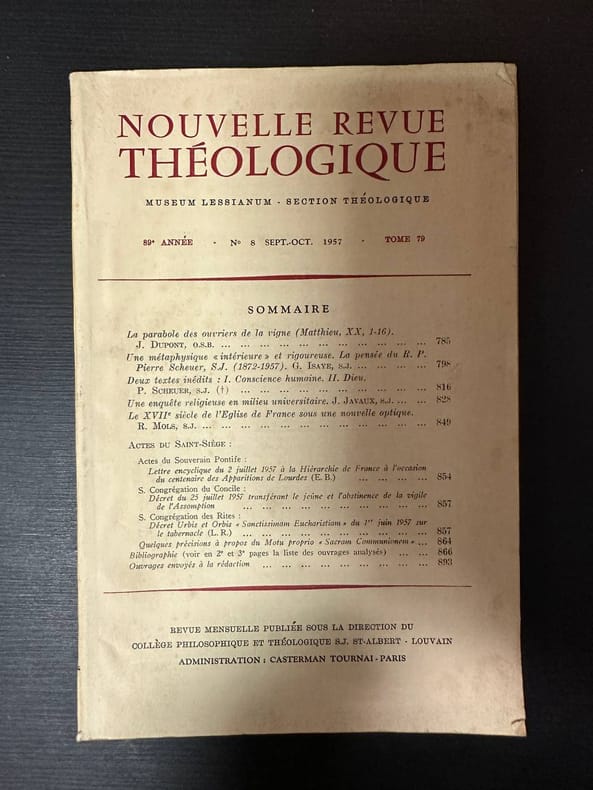 NOUVELLE REVUE
THÉOLOGIQUE
MUSEUM LESSIANUM - SECTION THÉOLOGIQUE
89e ANNÉE · No 8 SEPT.-OCT. 1957 · TOME 79
SOMMAIRE
La parabole des ouvriers de la vigne (Matthieu, XX, 1-16).
J. DUPONT, O.S.B. ... ... ... ... ... ... ... ... ... ... ... 785
Une métaphysique « intérieure » et rigoureuse. La pensée du R. P.
Pierre Scheuer, S.J. (1872-1957). G. ISAYE, S.J. ... ... ... ... 798
Deux textes inédits : I. Conscience humaine. II. Dieu.
P. SCHEUER, S.J. (†) ... ... ... ... ... ... ... ... ... ... 816
Une enquête religieuse en milieu universitaire. J. JAVAUX, S.J. ... ... 828
Le XVIIe siècle de l'Eglise de France sous une nouvelle optique.
R. MOLS, S.J. ... ... ... ... ... ... ... ... ... ... ... ... 849
ACTES DU SAINT-SIÈGE :
Actes du Souverain Pontife :
Lettre encyclique du 2 juillet 1957 à la Hiérarchie de France à l'occasion
du centenaire des Apparitions de Lourdes (E. B.) ... ... ... ... 854
S. Congrégation du Concile :
Décret du 25 juillet 1957 transférant le jeûne et l'abstinence de la vigile
de l'Assomption ... ... ... ... ... ... ... ... ... ... 857
S. Congrégation des Rites :
Décret Urbis et Orbis « Sanctissimam Eucharistiam » du 1er juin 1957 sur
le tabernacle (L. R.) ... ... ... ... ... ... ... ... ... ... 857
Quelques précisions à propos du Motu proprio « Sacram Communionem » ... 864
Bibliographie (voir en 2e et 3e pages la liste des ouvrages analysés) ... ... 866
Ouvrages envoyés à la rédaction ... ... ... ... ... ... ... ... ... 893
REVUE MENSUELLE PUBLIÉE SOUS LA DIRECTION DU
COLLÈGE PHILOSOPHIQUE ET THÉOLOGIQUE S.J. ST-ALBERT - LOUVAIN
ADMINISTRATION : CASTERMAN TOURNAI - PARIS